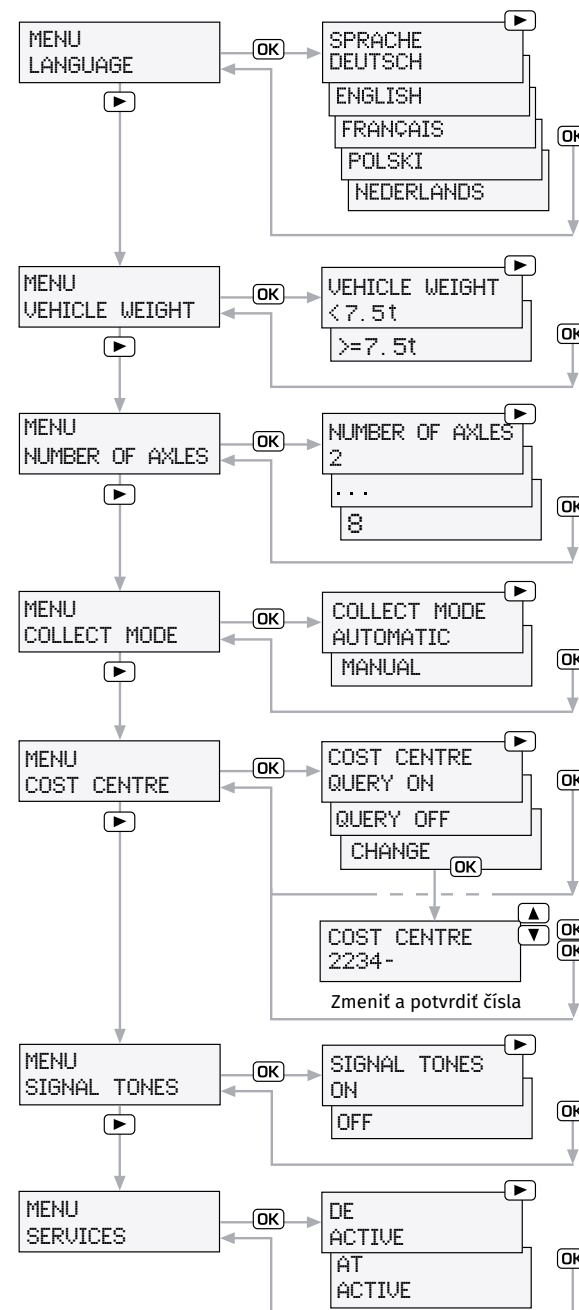 MENU
LANGUAGE
OK
SPRACHE
DEUTSCH
ENGLISH
FRANÇAIS
POLSKI
NEDERLANDS
OK
MENU
VEHICLE WEIGHT
OK
VEHICLE WEIGHT
<7.5t
>=7.5t
OK
MENU
NUMBER OF AXLES
OK
NUMBER OF AXLES
2
...
8
OK
MENU
COLLECT MODE
OK
COLLECT MODE
AUTOMATIC
MANUAL
OK
MENU
COST CENTRE
OK
COST CENTRE
QUERY ON
QUERY OFF
CHANGE
OK
OK
COST CENTRE
2234-
OK
OK
Zmeniť a potvrdiť čísla
MENU
SIGNAL TONES
OK
SIGNAL TONES
ON
OFF
OK
MENU
SERVICES
OK
DE
ACTIVE
AT
ACTIVE
OK